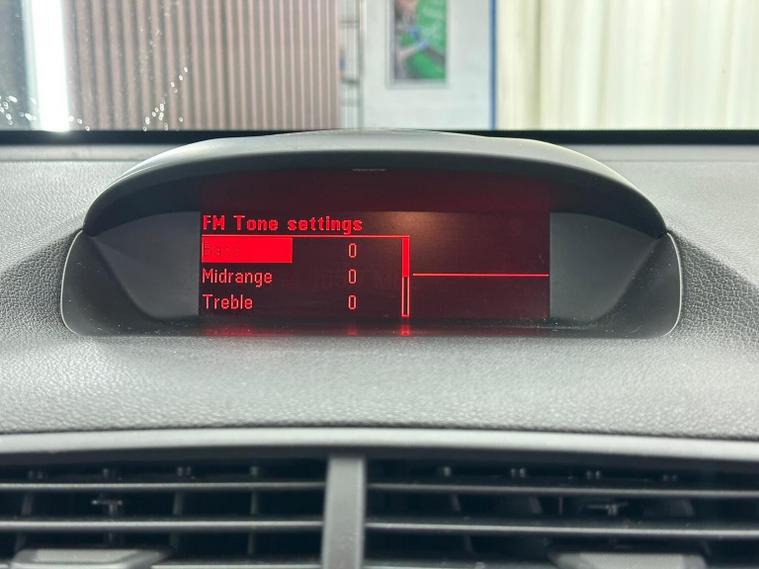 FM Tone settings
Bass 0
Midrange 0
Treble 0